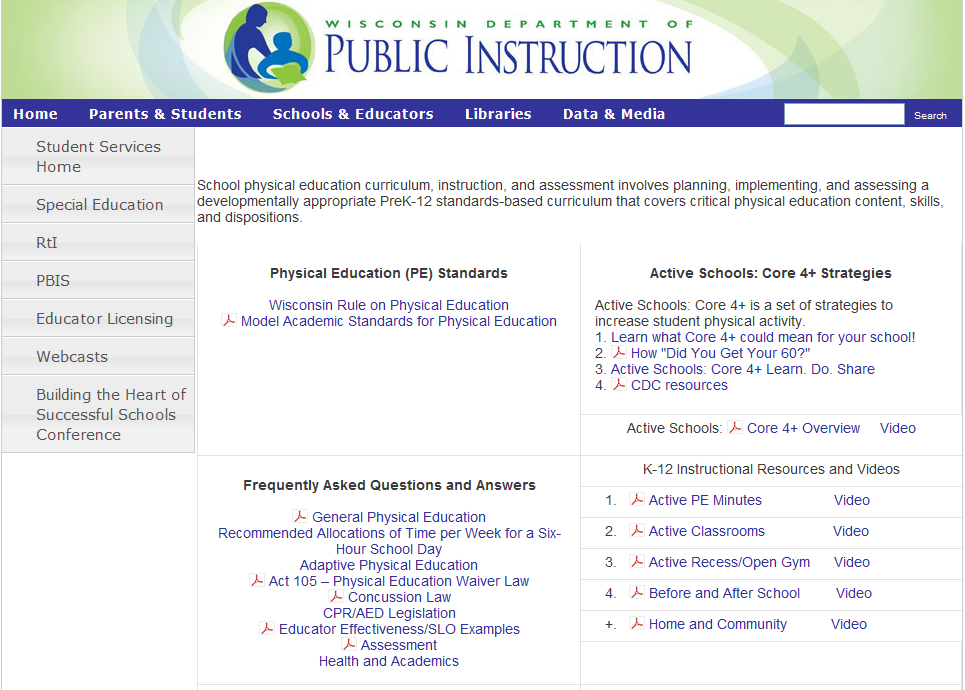 WISCONSIN DEPARTMENT OF
PUBLIC INSTRUCTION
Home Parents & Students Schools & Educators Libraries Data & Media Search
Student Services
Home
Special Education
RtI
PBIS
Educator Licensing
Webcasts
Building the Heart of
Successful Schools
Conference
School physical education curriculum, instruction, and assessment involves planning, implementing, and assessing a
developmentally appropriate PreK-12 standards-based curriculum that covers critical physical education content, skills,
and dispositions.
Physical Education (PE) Standards
Wisconsin Rule on Physical Education
Model Academic Standards for Physical Education
Active Schools: Core 4+ Strategies
Active Schools: Core 4+ is a set of strategies to
increase student physical activity.
1. Learn what Core 4+ could mean for your school!
2. How "Did You Get Your 60?"
3. Active Schools: Core 4+ Learn. Do. Share
4. CDC resources
Active Schools: Core 4+ Overview Video
Frequently Asked Questions and Answers
General Physical Education
Recommended Allocations of Time per Week for a Six-
Hour School Day
Adaptive Physical Education
Act 105 – Physical Education Waiver Law
Concussion Law
CPR/AED Legislation
Educator Effectiveness/SLO Examples
Assessment
Health and Academics
K-12 Instructional Resources and Videos
1. Active PE Minutes Video
2. Active Classrooms Video
3. Active Recess/Open Gym Video
4. Before and After School Video
+. Home and Community Video